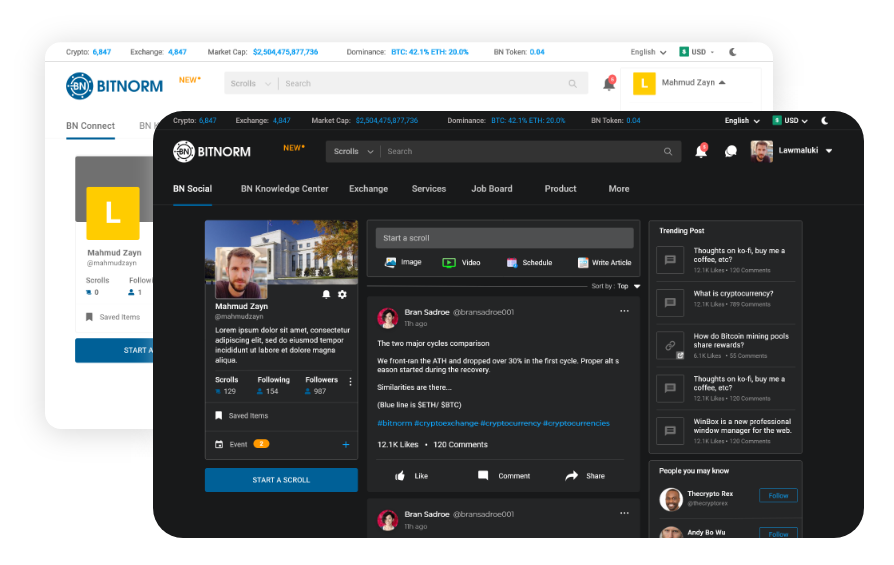 Crypto: 6,847 Exchange: 4,847 Market Cap: $2,504,475,877,736 Dominance: BTC: 42.1% ETH: 20.0% BN Token: 0.04 English $ USD
BN BITNORM NEW Scrolls Search 8 L Mahmud Zayn
BN Connect BN
L
Mahmud Zayn
@mahmudzayn
Scrolls Followi
0 1
Saved Items
START A
Crypto: 6,847 Exchange: 4,847 Market Cap: $2,504,475,877,736 Dominance: BTC: 42.1% ETH: 20.0% BN Token: 0.04 English $ USD
BN BITNORM NEW Scrolls Search Lawmaluki
BN Social BN Knowledge Center Exchange Services Job Board Product More
Mahmud Zayn
@mahmudzayn
Lorem ipsum dolor sit amet, consectetur
adipiscing elit, sed do eiusmod tempor
incididunt ut labore et dolore magna
aliqua.
Scrolls Following Followers
129 154 987
Saved Items
Event 2 +
START A SCROLL
Start a scroll
Image Video Schedule Write Article
Sort by : Top
Bran Sadroe @bransadroe001
11h ago
The two major cycles comparison
We front-ran the ATH and dropped over 30% in the first cycle. Proper alt s
eason started during the recovery.
Similarities are there...
(Blue line is $ETH/ $BTC)
#bitnorm #cryptoexchange #cryptocurrency #cryptocurrencies
12.1K Likes • 120 Comments
Like Comment Share
Bran Sadroe @bransadroe001
11h ago
Trending Post
Thoughts on ko-fi, buy me a
coffee, etc?
12.1K Likes • 120 Comments
What is cryptocurrency?
12.1K Likes • 789 Comments
How do Bitcoin mining pools
share rewards?
6.1K Likes • 55 Comments
Thoughts on ko-fi, buy me a
coffee, etc?
12.1K Likes • 120 Comments
WinBox is a new professional
window manager for the web.
12.1K Likes • 120 Comments
People you may know
Thecrypto Rex
@thecryptorex
Follow
Andy Bo Wu
Follow